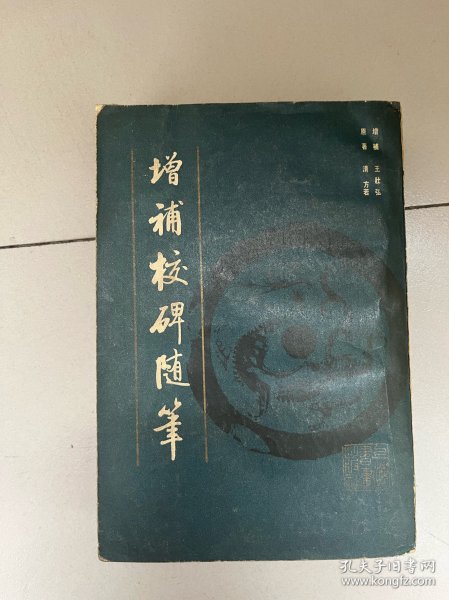 增補校碑随筆
增補 王壯弘
原著 清 方若
孔夫子旧书网
www.kongfz.com